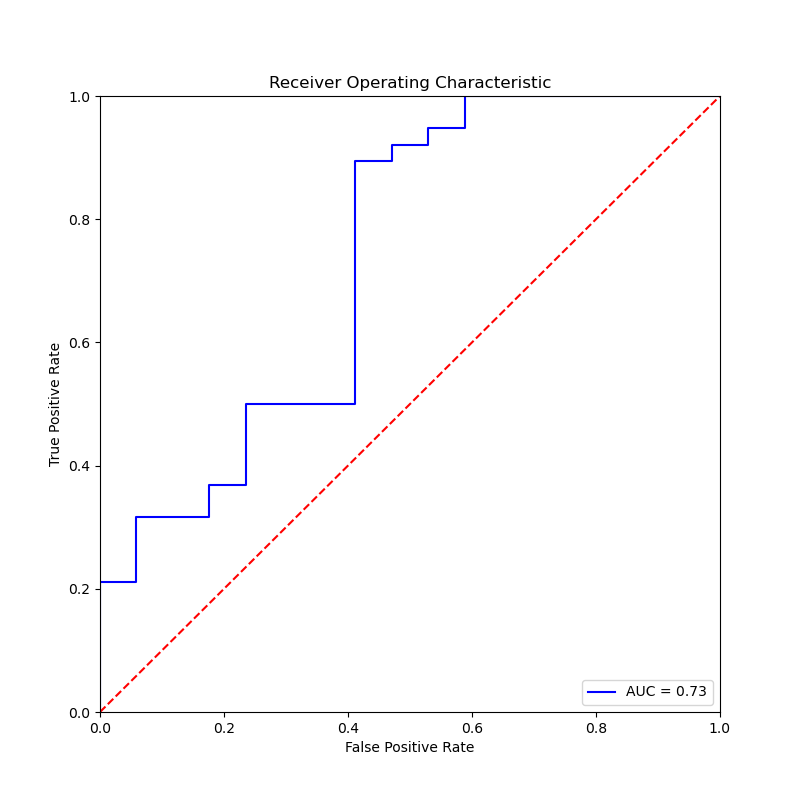 Receiver Operating Characteristic
1.0
0.8
0.6
0.4
0.2
0.0
True Positive Rate
AUC = 0.73
0.0 0.2 0.4 0.6 0.8 1.0
False Positive Rate